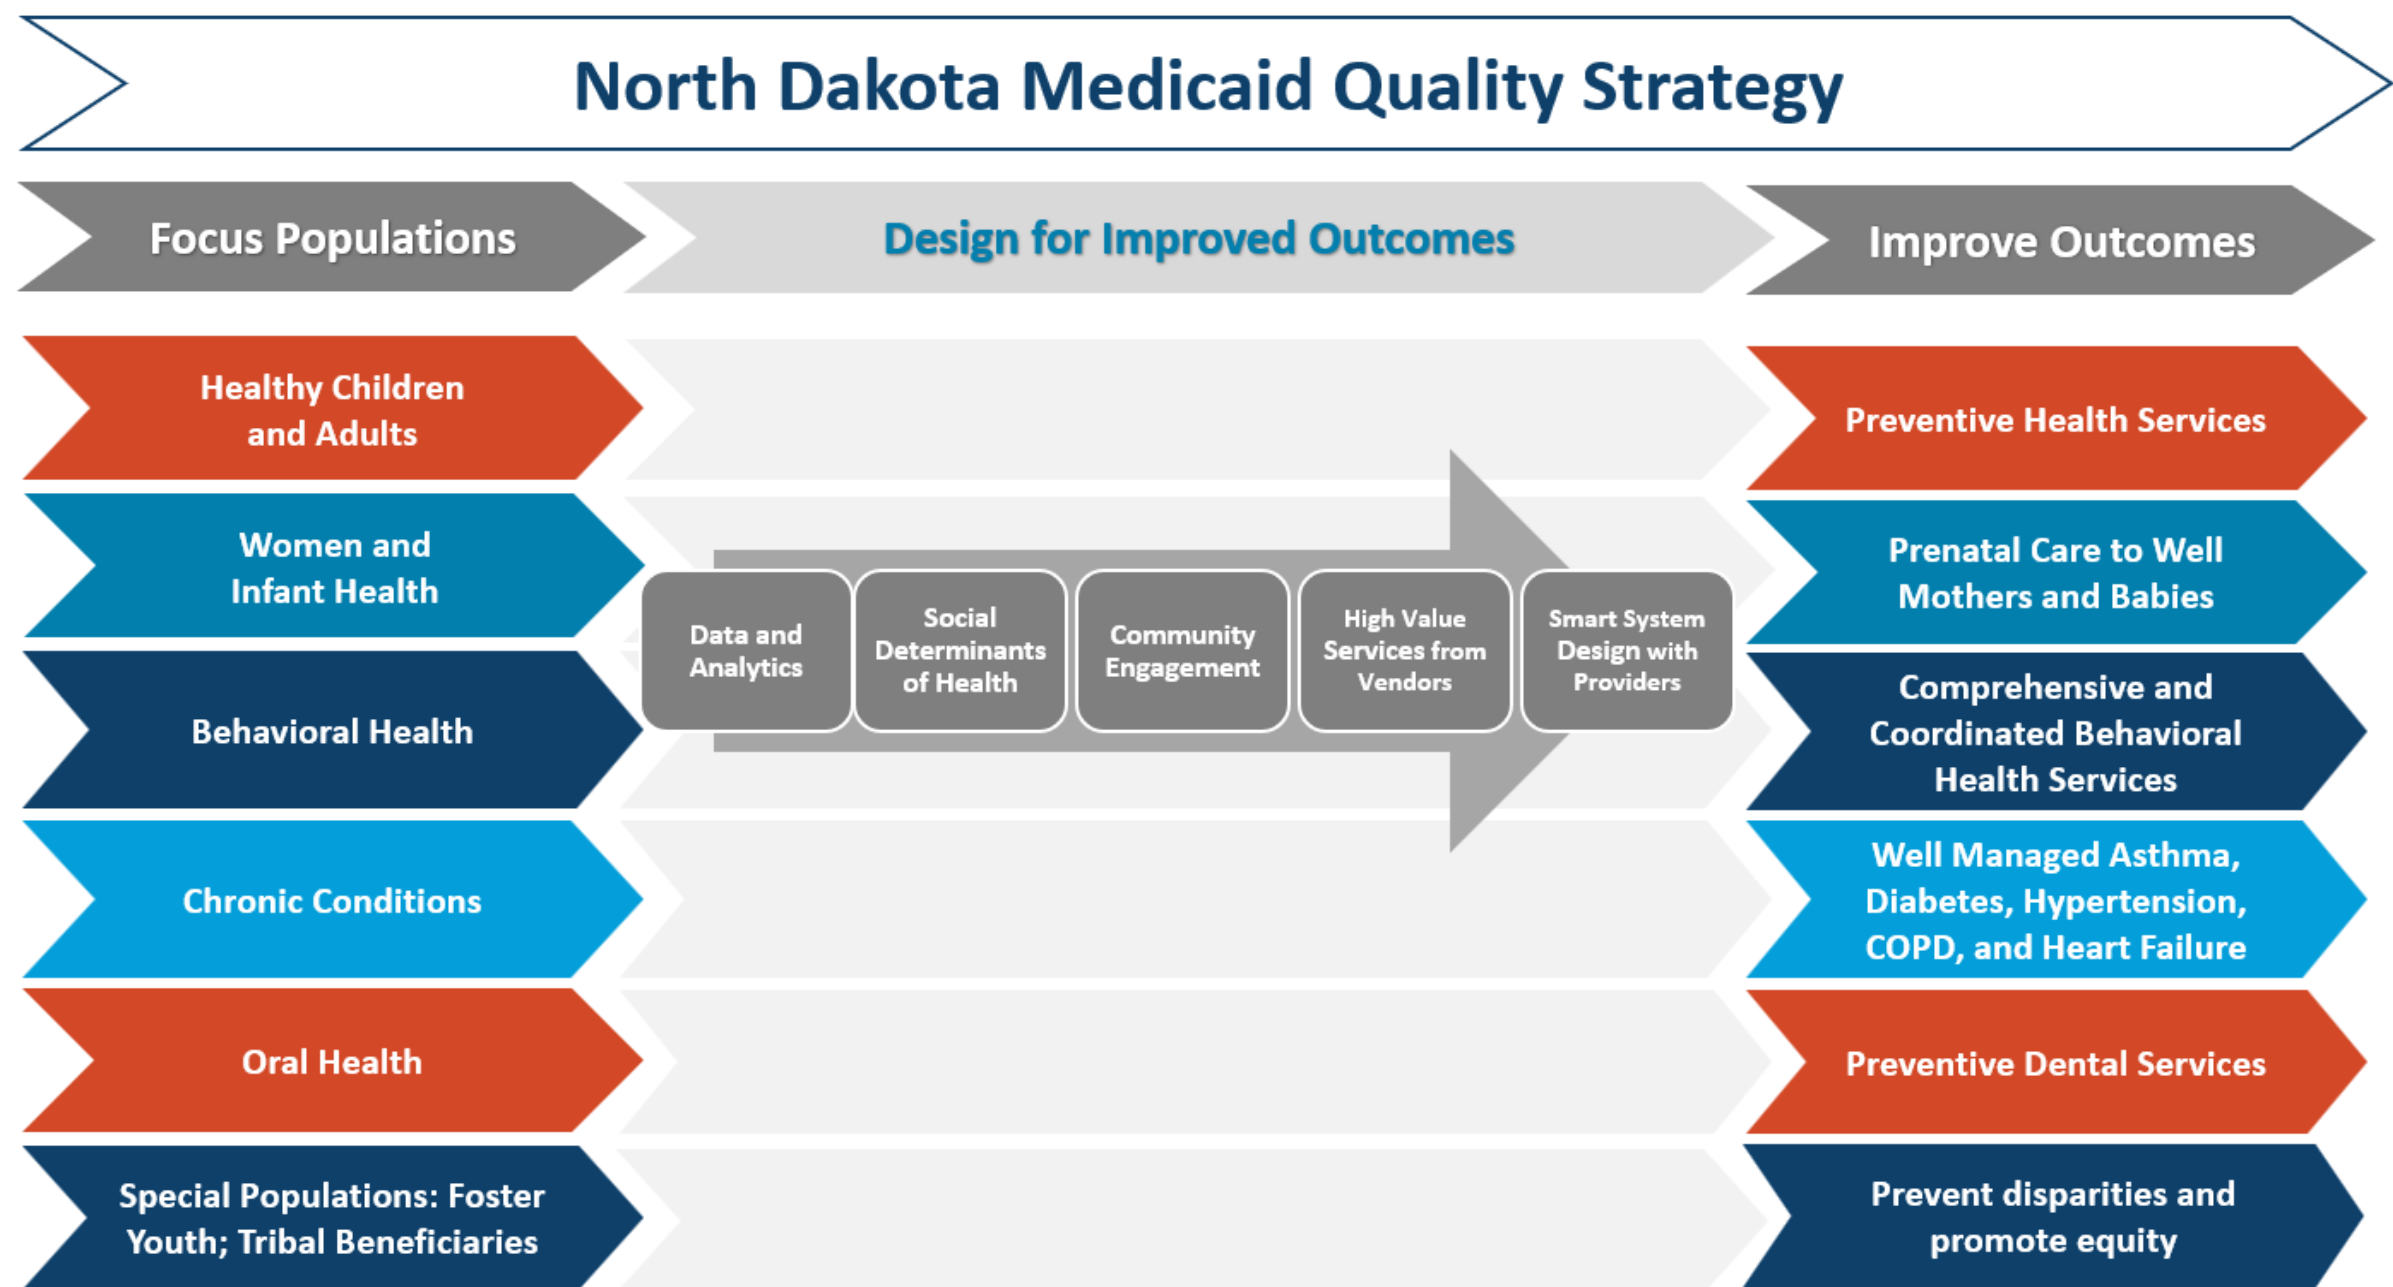 North Dakota Medicaid Quality Strategy
Focus Populations
Design for Improved Outcomes
Improve Outcomes
Healthy Children
and Adults
Women and
Infant Health
Behavioral Health
Chronic Conditions
Oral Health
Special Populations: Foster
Youth; Tribal Beneficiaries
Data and
Analytics
Social
Determinants
of Health
Community
Engagement
High Value
Services from
Vendors
Smart System
Design with
Providers
Preventive Health Services
Prenatal Care to Well
Mothers and Babies
Comprehensive and
Coordinated Behavioral
Health Services
Well Managed Asthma,
Diabetes, Hypertension,
COPD, and Heart Failure
Preventive Dental Services
Prevent disparities and
promote equity